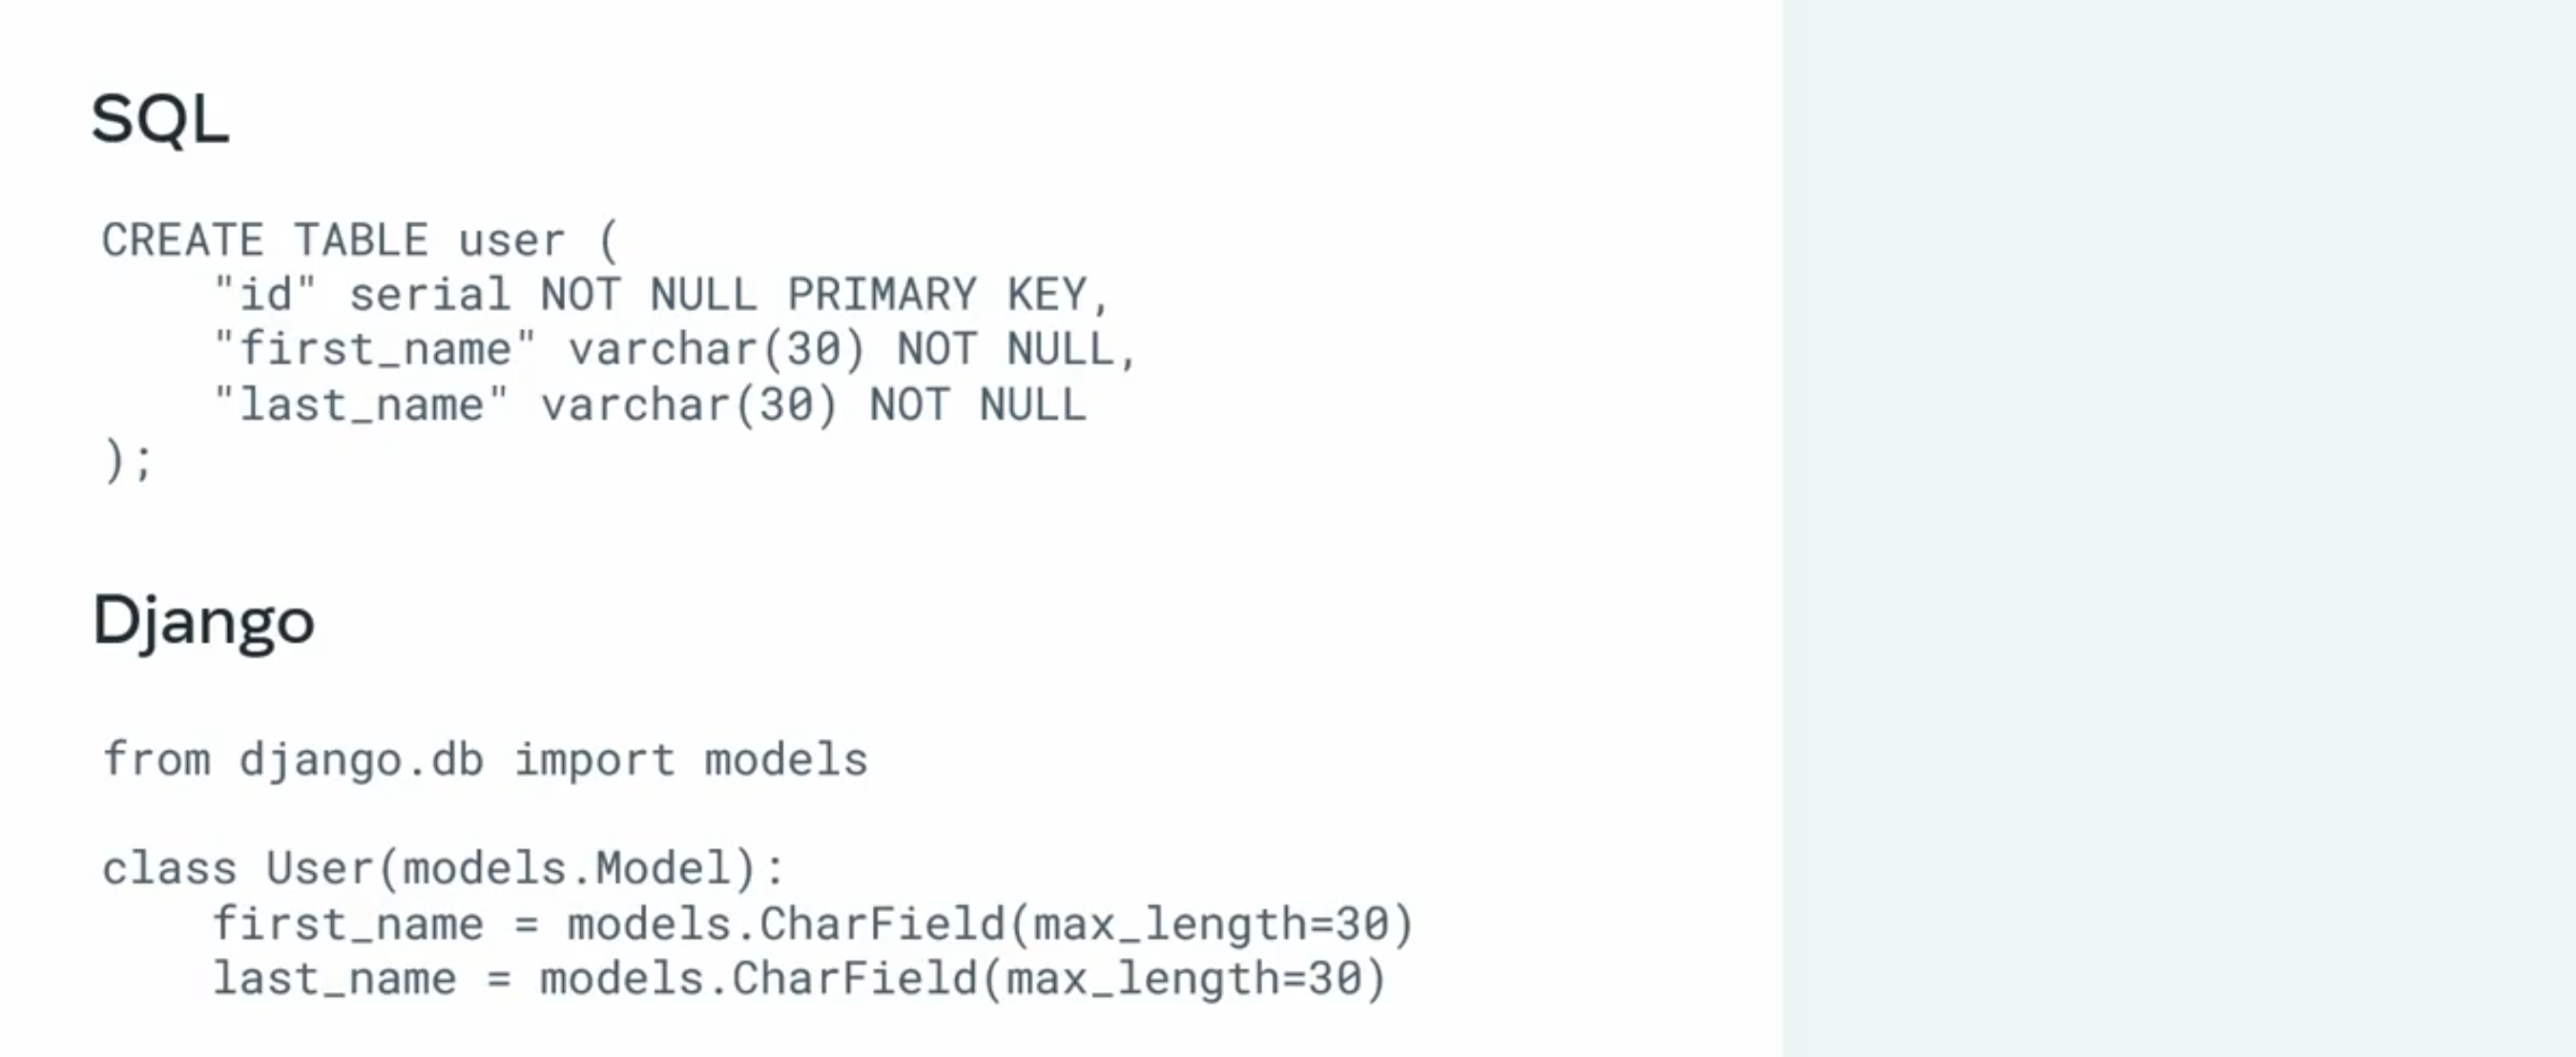 SQL
CREATE TABLE user (
    "id" serial NOT NULL PRIMARY KEY,
    "first_name" varchar(30) NOT NULL,
    "last_name" varchar(30) NOT NULL
);
Django
from django.db import models
class User(models.Model):
    first_name = models.CharField(max_length=30)
    last_name = models.CharField(max_length=30)